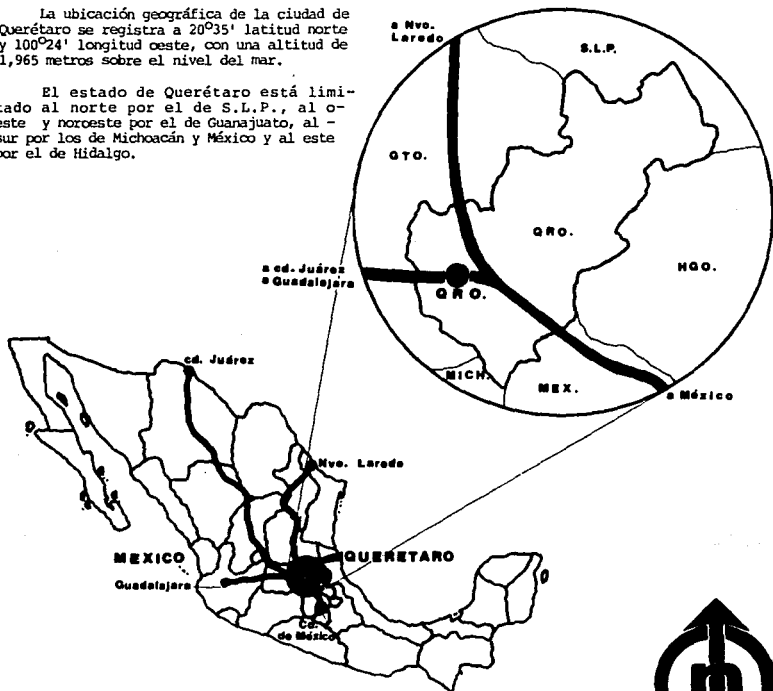 La ubicación geográfica de la ciudad de
Querétaro se registra a 20°35' latitud norte
y 100°24' longitud oeste, con una altitud de
1,965 metros sobre el nivel del mar.
El estado de Querétaro está limi-
tado al norte por el de S.L.P., al o-
este y noroeste por el de Guanajuato, al -
sur por los de Michoacán y México y al este
por el de Hidalgo.
a Nvo.
Laredo
S.L.P.
GTO.
QRO.
HGO.
a cd. Juárez
a Guadalajara
QRO.
MICH.
MEX.
a México
cd. Juárez
Nvo. Laredo
MEXICO
QUERETARO
Guadalajara
Cd.
de México
n